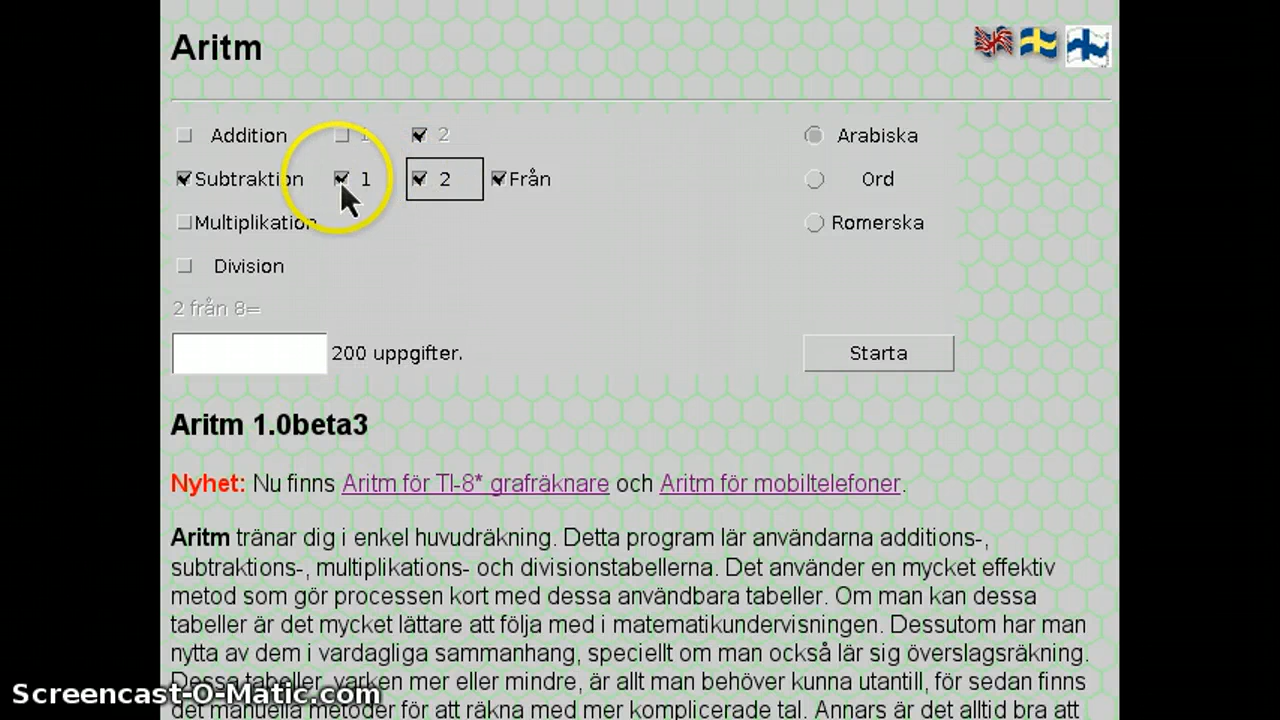 Aritm
Addition 1 2 Arabiska
Subtraktion 1 2 Från Ord
Multiplikation Romerska
Division
2 från 8=
200 uppgifter. Starta
Aritm 1.0beta3
Nyhet: Nu finns Aritm för TI-8* grafräknare och Aritm för mobiltelefoner.
Aritm tränar dig i enkel huvudräkning. Detta program lär användarna additions-,
subtraktions-, multiplikations- och divisionstabellerna. Det använder en mycket effektiv
metod som gör processen kort med dessa användbara tabeller. Om man kan dessa
tabeller är det mycket lättare att följa med i matematikundervisningen. Dessutom har man
nytta av dem i vardagliga sammanhang, speciellt om man också lär sig överslagsräkning.
Dessa tabeller, varken mer eller mindre, är allt man behöver kunna utantill, för sedan finns
det manuella metoder för att räkna med mer komplicerade tal. Annars är det alltid bra att
Screencast-O-Matic.com